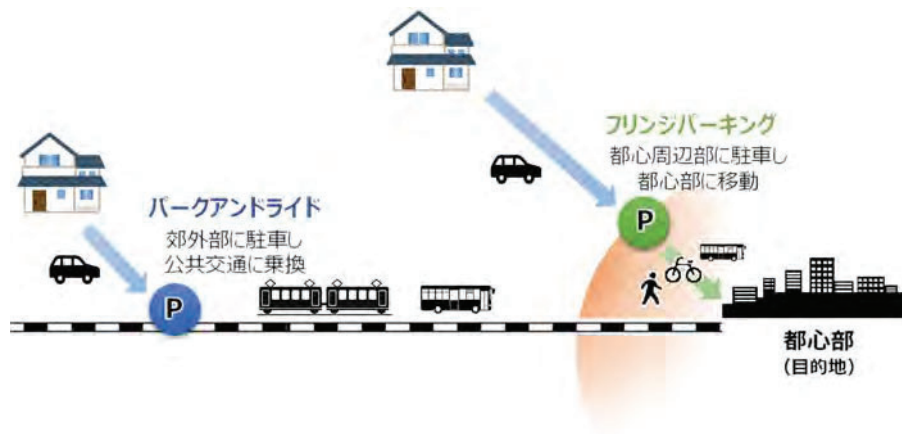 フリンジパーキング
都心周辺部に駐車し
都心部に移動
P
パークアンドライド
郊外部に駐車し
公共交通に乗換
P
都心部
(目的地)